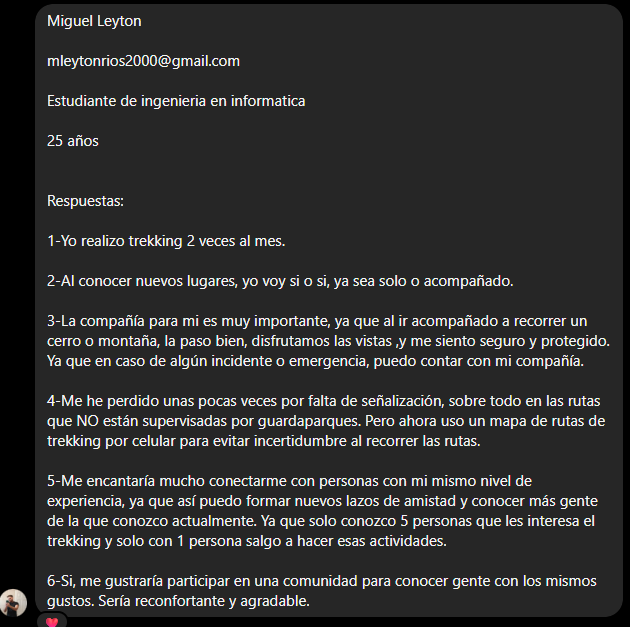 Miguel Leyton
mleytonrios2000@gmail.com
Estudiante de ingenieria en informatica
25 años
Respuestas:
1-Yo realizo trekking 2 veces al mes.
2-Al conocer nuevos lugares, yo voy si o si, ya sea solo o acompañado.
3-La compañía para mi es muy importante, ya que al ir acompañado a recorrer un
cerro o montaña, la paso bien, disfrutamos las vistas ,y me siento seguro y protegido.
Ya que en caso de algún incidente o emergencia, puedo contar con mi compañía.
4-Me he perdido unas pocas veces por falta de señalización, sobre todo en las rutas
que NO están supervisadas por guardaparques. Pero ahora uso un mapa de rutas de
trekking por celular para evitar incertidumbre al recorrer las rutas.
5-Me encantaría mucho conectarme con personas con mi mismo nivel de
experiencia, ya que así puedo formar nuevos lazos de amistad y conocer más gente
de la que conozco actualmente. Ya que solo conozco 5 personas que les interesa el
trekking y solo con 1 persona salgo a hacer esas actividades.
6-Si, me gustraría participar en una comunidad para conocer gente con los mismos
gustos. Sería reconfortante y agradable.